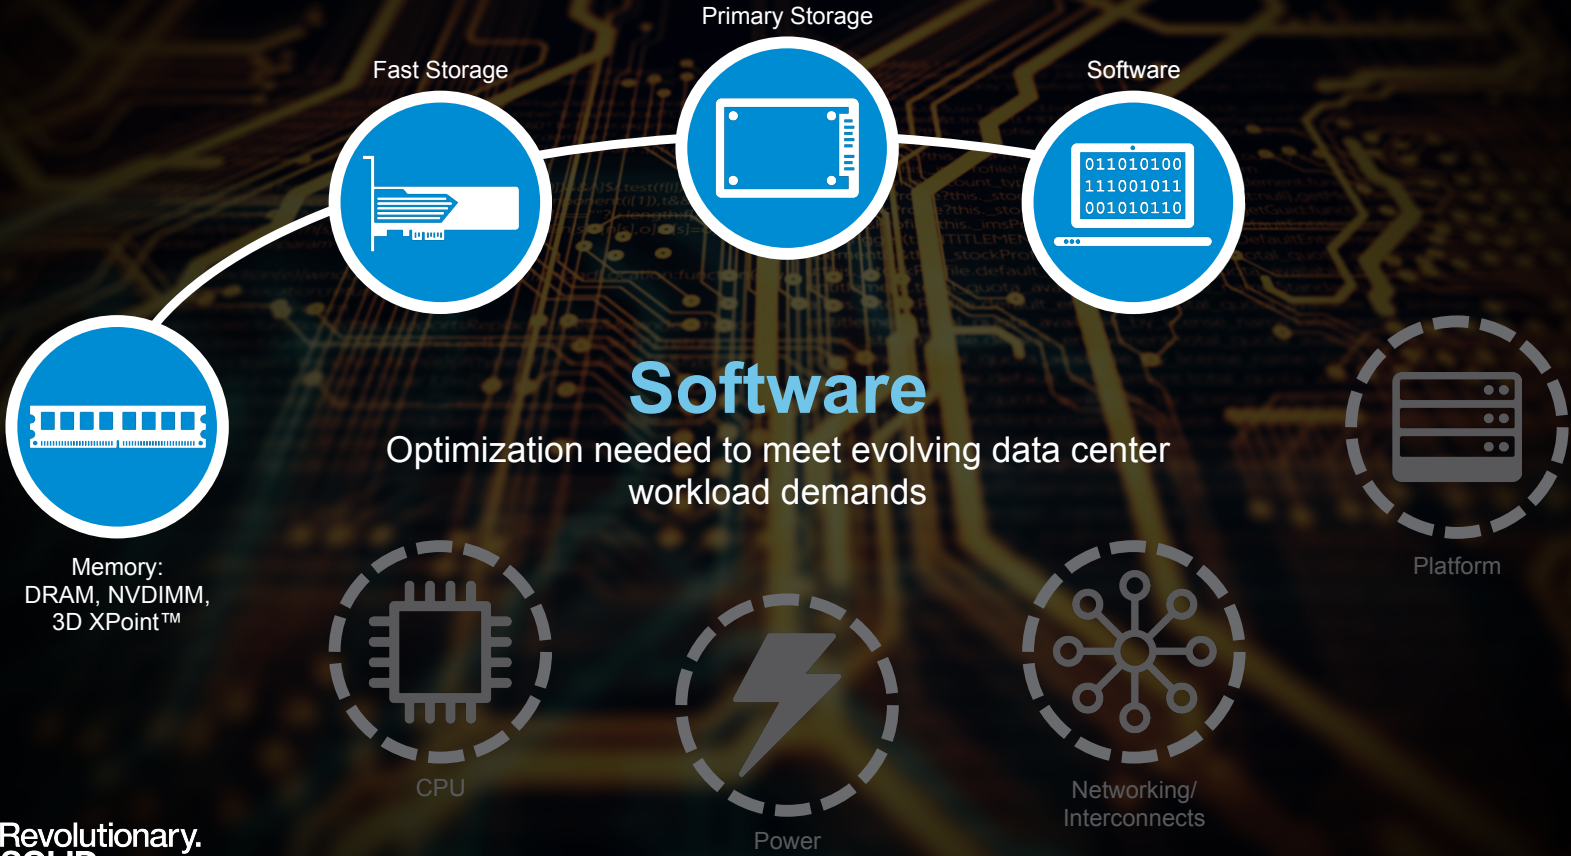 Primary Storage
Fast Storage
Software
011010100
111001011
001010110
Software
Optimization needed to meet evolving data center
workload demands
Memory:
DRAM, NVDIMM,
3D XPoint™
Platform
CPU
Power
Networking/
Interconnects
Revolutionary.